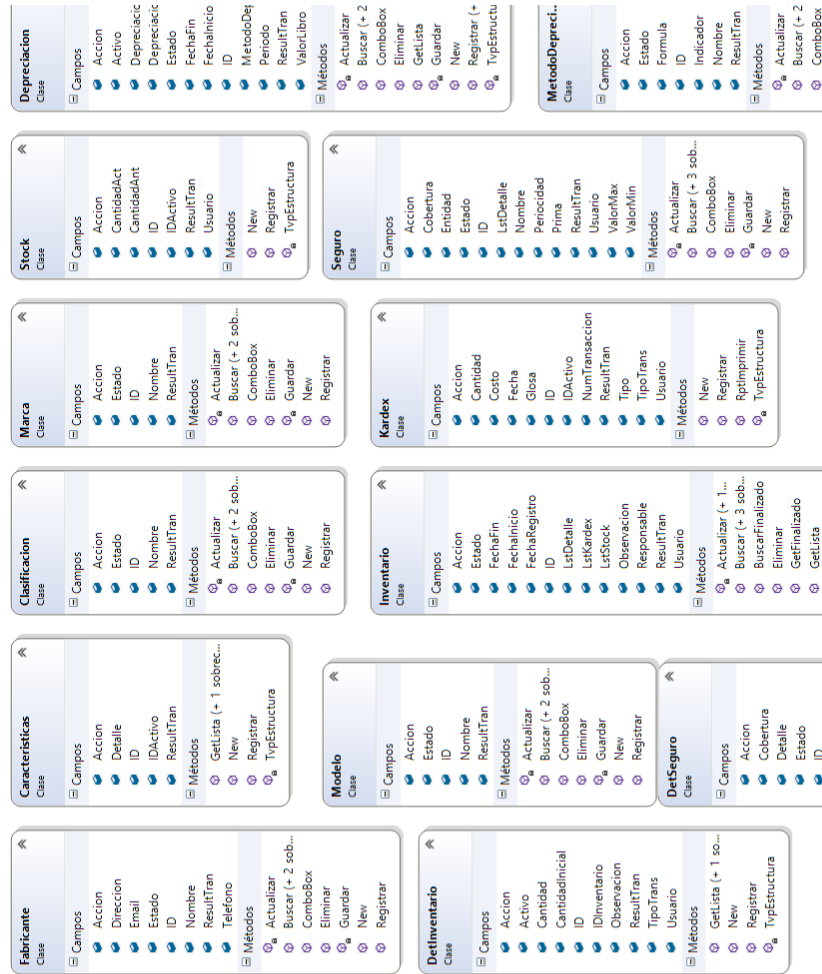 Fabricante
Clase
Campos
Accion
Direccion
Email
Estado
ID
Nombre
ResultTran
Telefono
Métodos
Actualizar
Buscar (+ 2 sob...
ComboBox
Eliminar
Guardar
New
Registrar
Características
Clase
Campos
Accion
Detalle
ID
IDActivo
ResultTran
Métodos
GetLista (+ 1 sobrec...
New
Registrar
TvpEstructura
Clasificacion
Clase
Campos
Accion
Estado
ID
Nombre
ResultTran
Métodos
Actualizar
Buscar (+ 2 sob...
ComboBox
Eliminar
Guardar
New
Registrar
Marca
Clase
Campos
Accion
Estado
ID
Nombre
ResultTran
Métodos
Actualizar
Buscar (+ 2 sob...
ComboBox
Eliminar
Guardar
New
Registrar
Stock
Clase
Campos
Accion
CantidadAct
CantidadAnt
ID
IDActivo
ResultTran
Usuario
Métodos
New
Registrar
TvpEstructura
Depreciacion
Clase
Campos
Accion
Activo
Depreciacic
Depreciacic
Estado
FechaFin
FechaInicio
ID
MetodoDep
Periodo
ResultTran
ValorLibro
Métodos
Actualizar
Buscar (+ 2
ComboBox
Eliminar
GetLista
Guardar
New
Registrar (+
TvpEstructu
DetInventario
Clase
Campos
Accion
Activo
Cantidad
CantidadInicial
ID
IDInventario
Observacion
ResultTran
TipoTrans
Usuario
Métodos
GetLista (+ 1 so...
New
Registrar
TvpEstructura
Modelo
Clase
Campos
Accion
Estado
ID
Nombre
ResultTran
Métodos
Actualizar
Buscar (+ 2 sob...
ComboBox
Eliminar
Guardar
New
Registrar
DetSeguro
Clase
Campos
Accion
Cobertura
Detalle
Estado
ID
Inventario
Clase
Campos
Accion
Estado
FechaFin
FechaInicio
FechaRegistro
ID
LstDetalle
LstKardex
LstStock
Observacion
Responsable
ResultTran
Usuario
Métodos
Actualizar (+ 1...
Buscar (+ 3 sob...
BuscarFinalizado
Eliminar
GetFinalizado
GetLista
Kardex
Clase
Campos
Accion
Cantidad
Costo
Fecha
Glosa
ID
IDActivo
NumTransaccion
ResultTran
Tipo
TipoTrans
Usuario
Métodos
New
Registrar
RptImprimir
TvpEstructura
Seguro
Clase
Campos
Accion
Cobertura
Entidad
Estado
ID
LstDetalle
Nombre
Periocidad
Prima
ResultTran
Usuario
ValorMax
ValorMin
Métodos
Actualizar
Buscar (+ 3 sob...
ComboBox
Eliminar
Guardar
New
Registrar
MetodoDepreci...
Clase
Campos
Accion
Estado
Formula
ID
Indicador
Nombre
ResultTran
Métodos
Actualizar
Buscar (+ 2
ComboBox